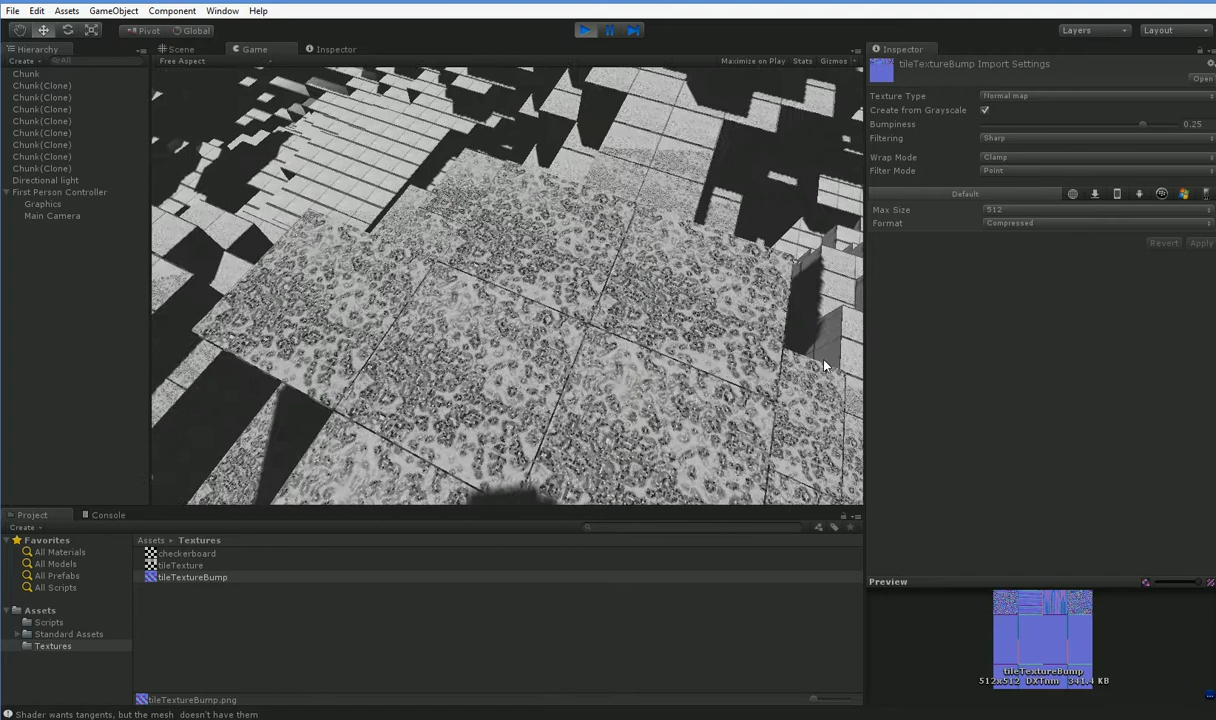 File Edit Assets GameObject Component Window Help
Pivot Global Layers Layout
Hierarchy Scene Game Inspector Inspector
Create All Free Aspect Maximize on Play Stats Gizmos
tileTextureBump Import Settings
Open
Chunk
Chunk(Clone)
Chunk(Clone)
Chunk(Clone)
Chunk(Clone)
Chunk(Clone)
Chunk(Clone)
Chunk(Clone)
Chunk(Clone)
Directional light
First Person Controller
Graphics
Main Camera
Texture Type Normal map
Create from Grayscale
Bumpiness 0.25
Filtering Sharp
Wrap Mode Clamp
Filter Mode Point
Default
Max Size 512
Format Compressed
Revert Apply
Project Console
Create
Favorites
All Materials
All Models
All Prefabs
All Scripts
Assets
Scripts
Standard Assets
Textures
Assets Textures
checkerboard
tileTexture
tileTextureBump
tileTextureBump.png
Preview
tileTextureBump
512x512 DXTnm 341.4 KB
Shader wants tangents, but the mesh doesn't have them